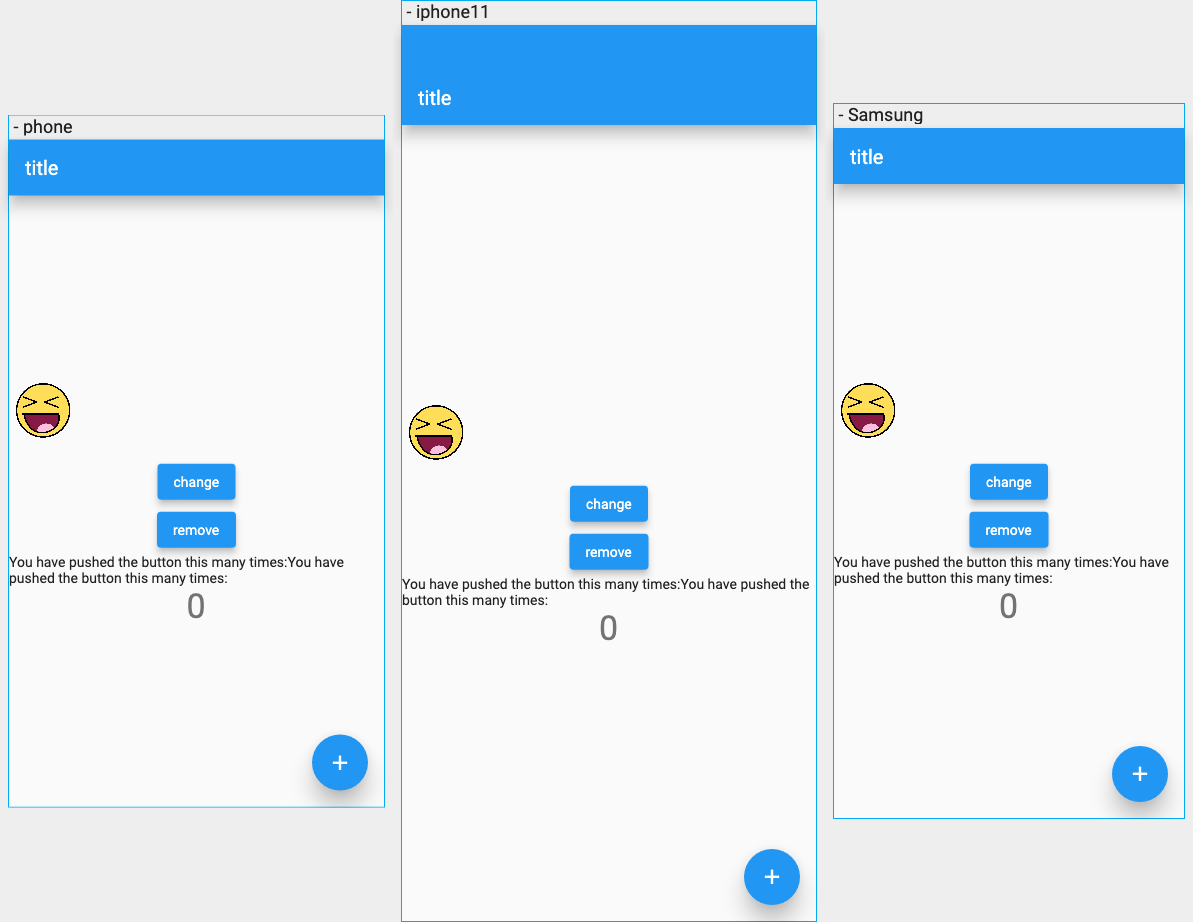 - phone
title
change
remove
You have pushed the button this many times:You have
pushed the button this many times:
0
+
- iphone11
title
change
remove
You have pushed the button this many times:You have pushed the
button this many times:
0
+
- Samsung
title
change
remove
You have pushed the button this many times:You have
pushed the button this many times:
0
+